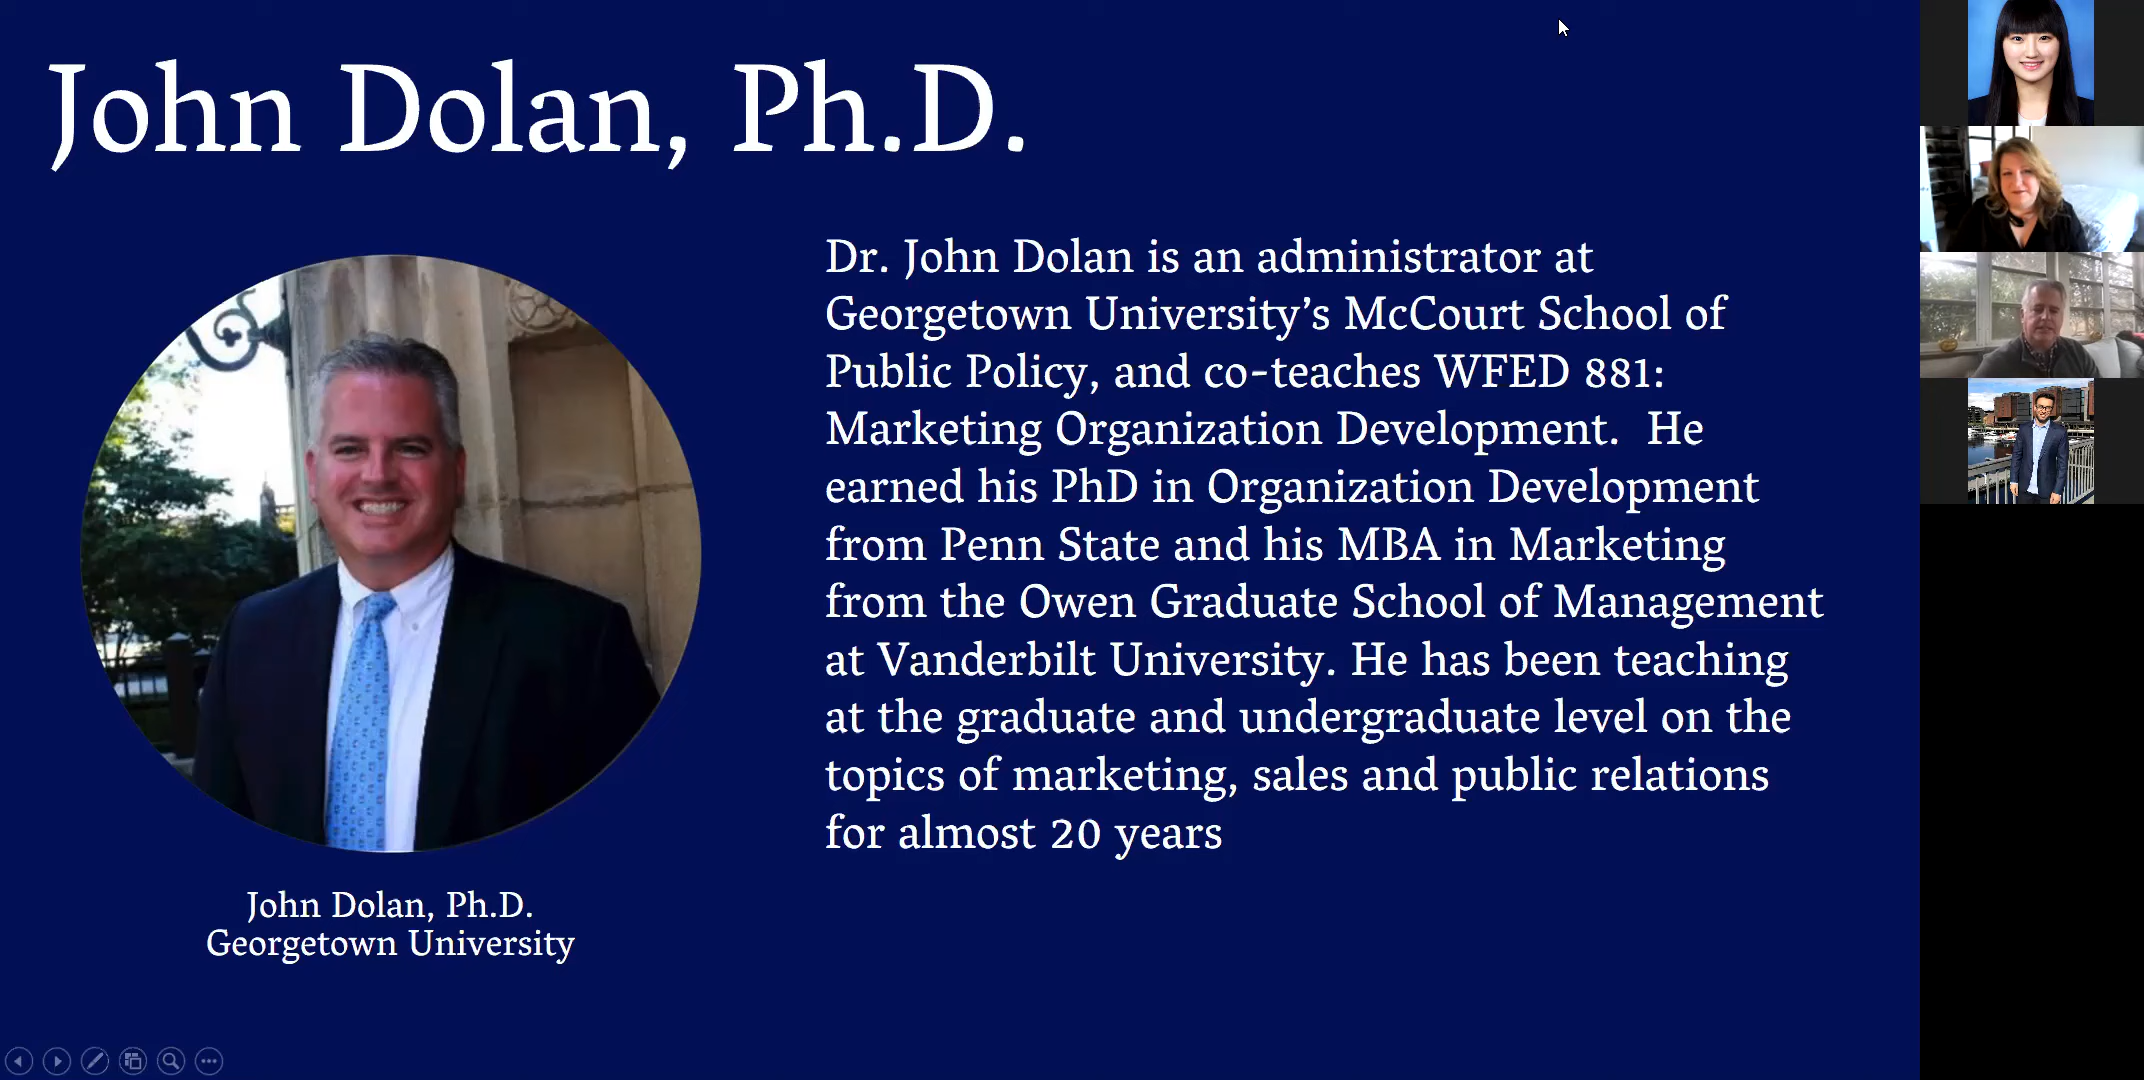 John Dolan, Ph.D.
Dr. John Dolan is an administrator at
Georgetown University’s McCourt School of
Public Policy, and co-teaches WFED 881:
Marketing Organization Development.  He
earned his PhD in Organization Development
from Penn State and his MBA in Marketing
from the Owen Graduate School of Management
at Vanderbilt University. He has been teaching
at the graduate and undergraduate level on the
topics of marketing, sales and public relations
for almost 20 years
John Dolan, Ph.D.
Georgetown University